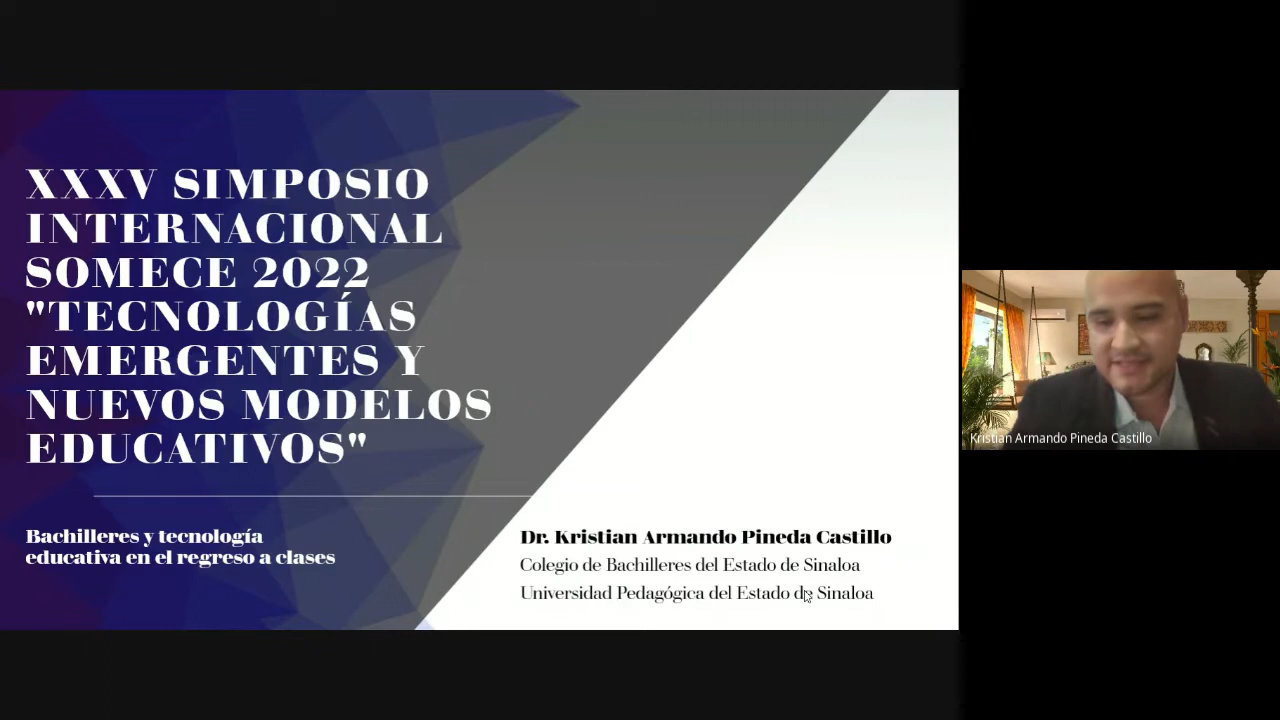 XXXV SIMPOSIO
INTERNACIONAL
SOMECE 2022
"TECNOLOGÍAS
EMERGENTES Y
NUEVOS MODELOS
EDUCATIVOS"
Bachilleres y tecnología
educativa en el regreso a clases
Dr. Kristian Armando Pineda Castillo
Colegio de Bachilleres del Estado de Sinaloa
Universidad Pedagógica del Estado de Sinaloa
Kristian Armando Pineda Castillo